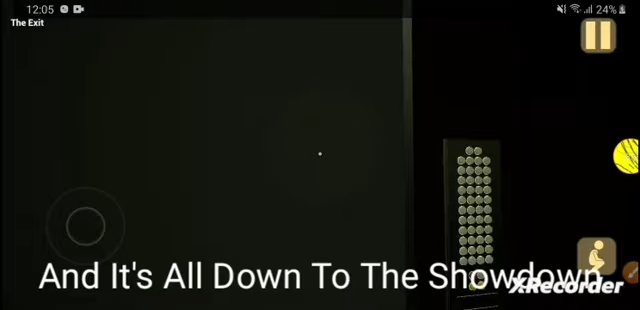 12:05
24%
The Exit
And It's All Down To The Showdown
XRecorder